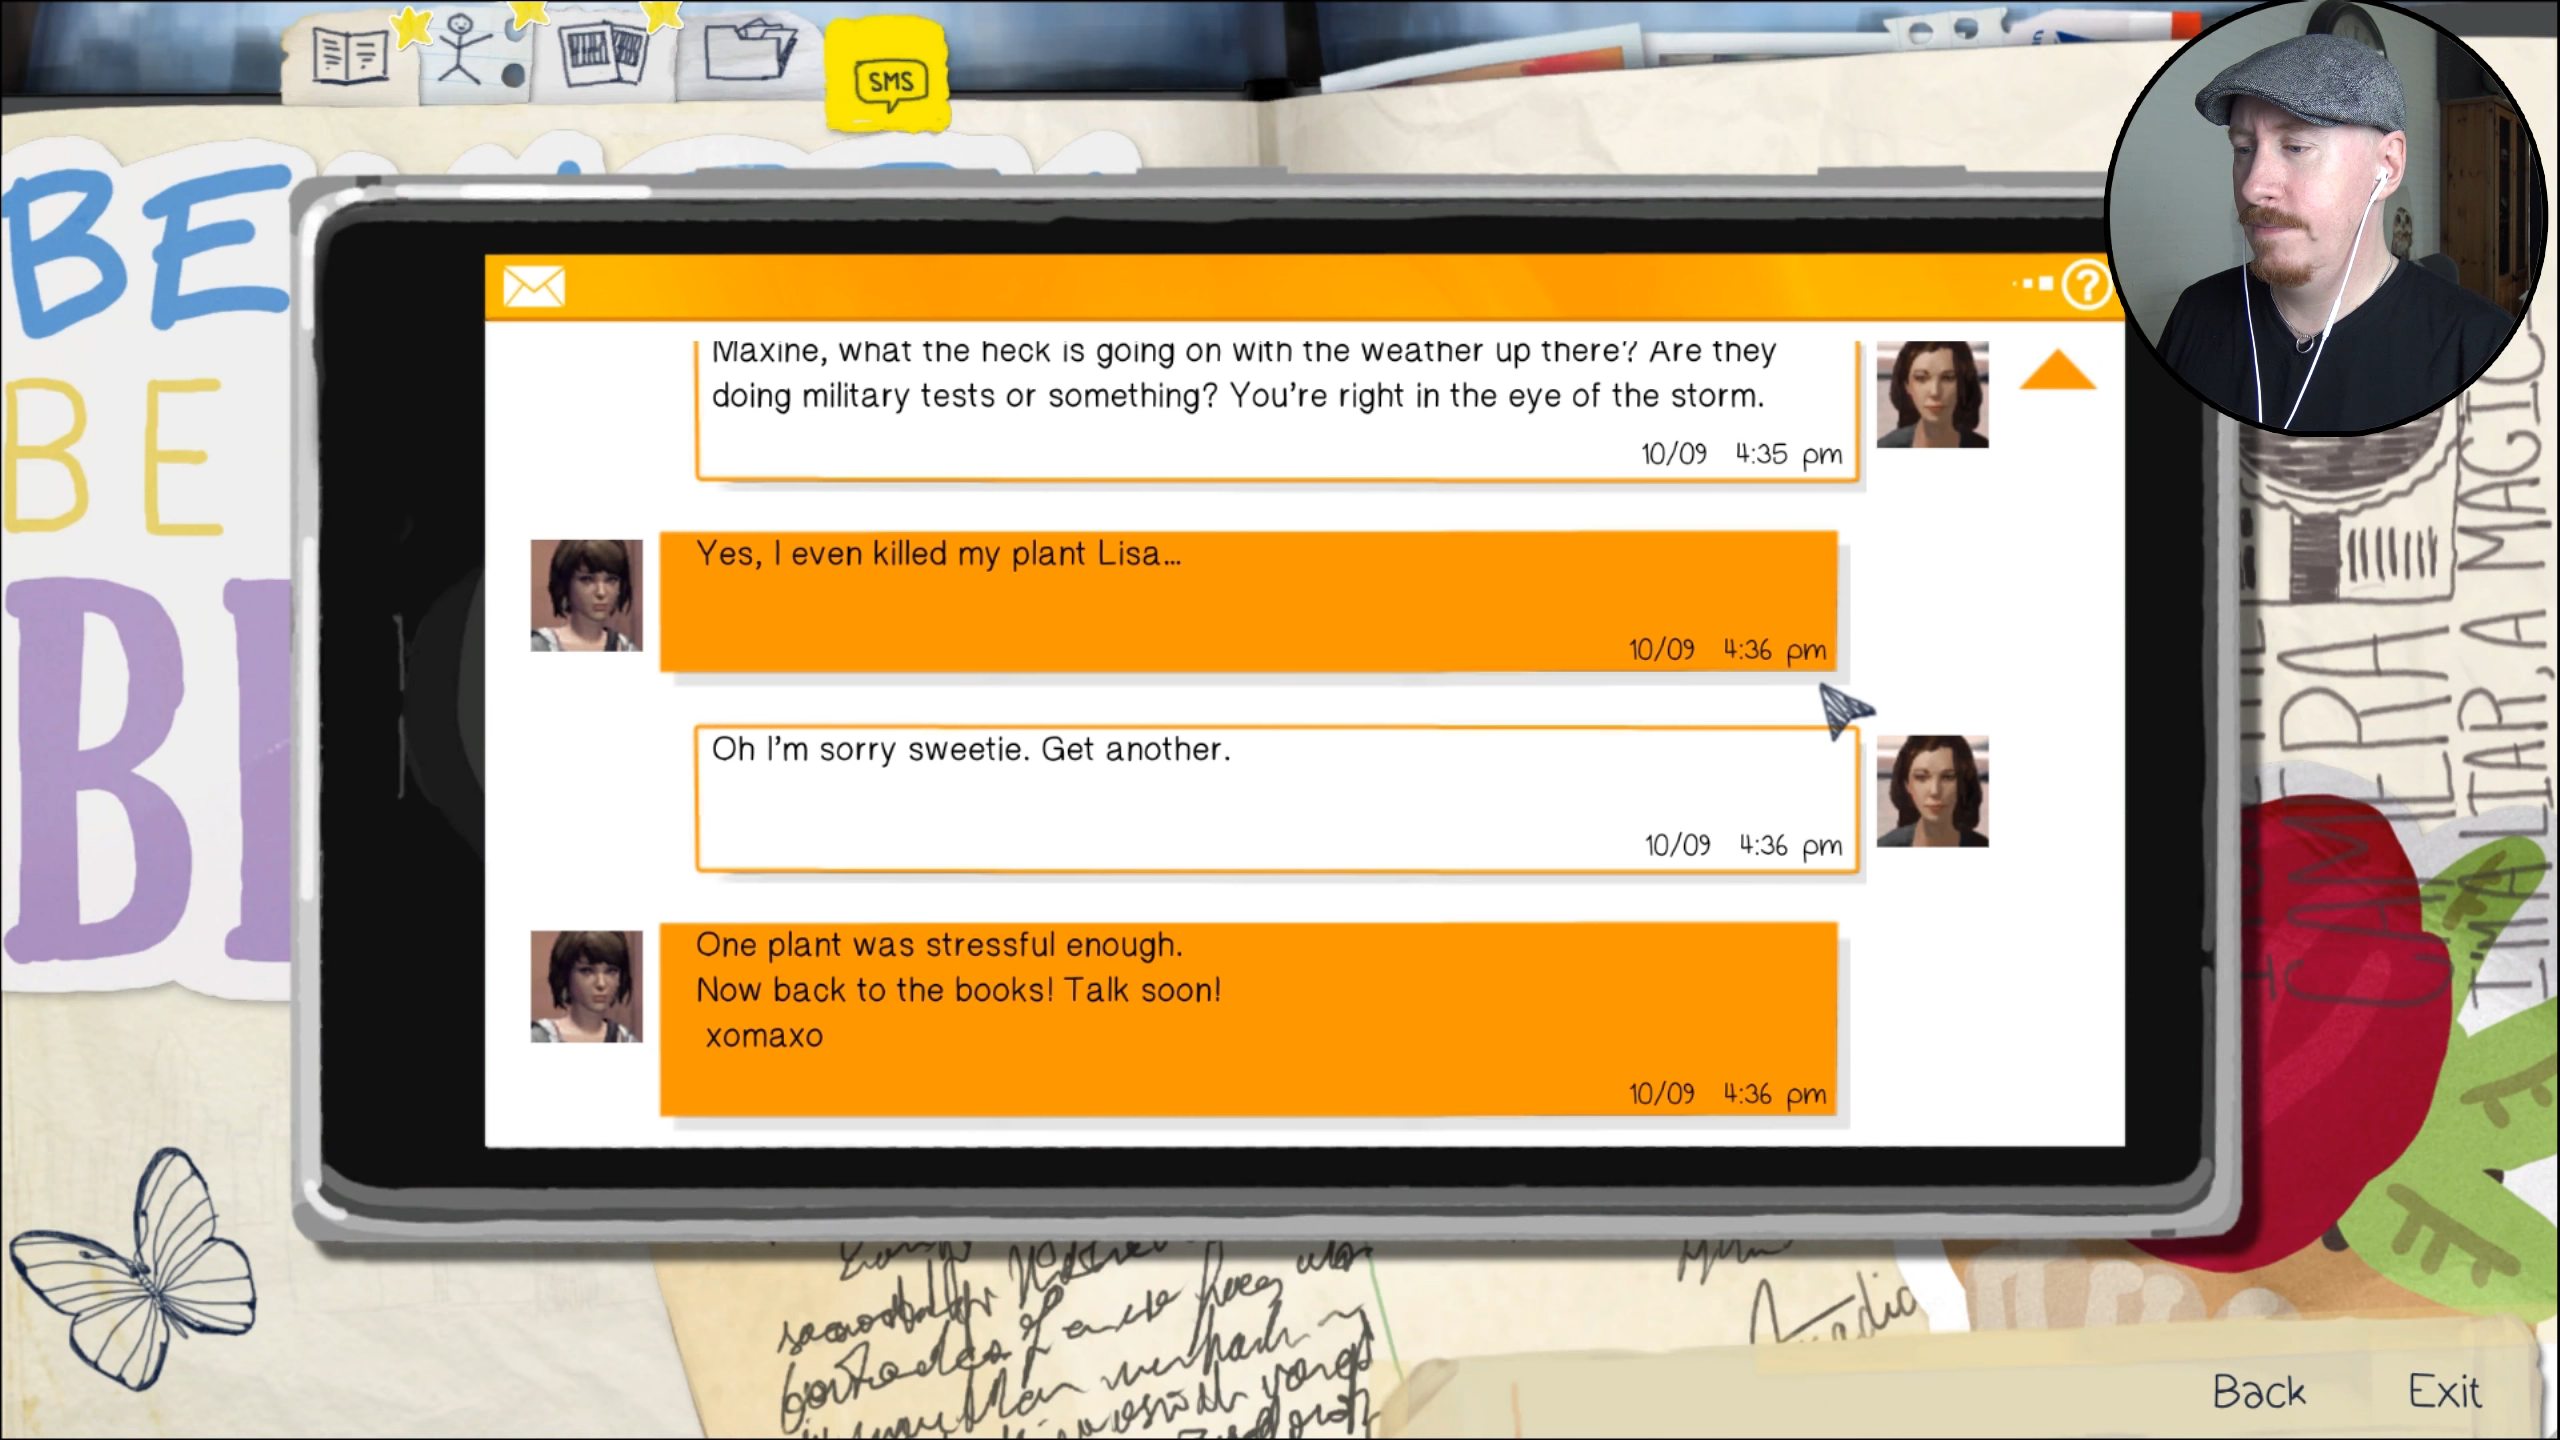 SMS
BE
BE
Maxine, what the heck is going on with the weather up there? Are they
doing military tests or something? You're right in the eye of the storm.
10/09 4:35 pm
Yes, I even killed my plant Lisa...
10/09 4:36 pm
Oh I'm sorry sweetie. Get another.
10/09 4:36 pm
One plant was stressful enough.
Now back to the books! Talk soon!
xomaxo
10/09 4:36 pm
CAMERA
LIAR, A MAGIC
Back
Exit